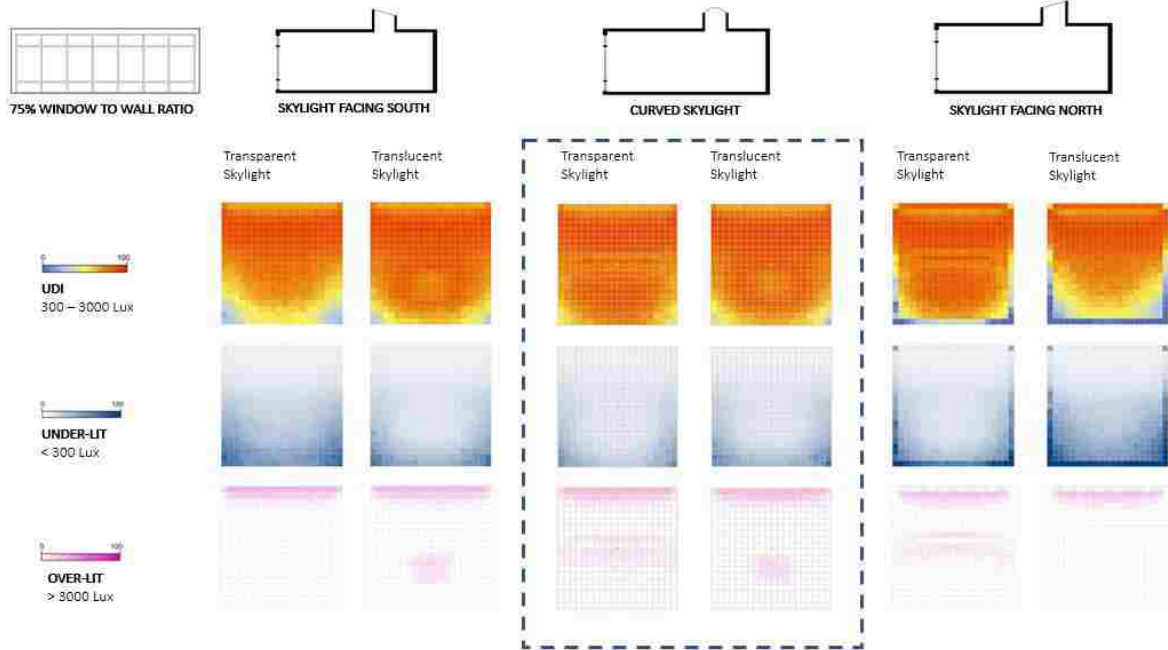 75% WINDOW TO WALL RATIO
SKYLIGHT FACING SOUTH
CURVED SKYLIGHT
SKYLIGHT FACING NORTH
Transparent
Skylight
Translucent
Skylight
Transparent
Skylight
Translucent
Skylight
Transparent
Skylight
Translucent
Skylight
0 100
UDI
300 – 3000 Lux
0 100
UNDER-LIT
< 300 Lux
0 100
OVER-LIT
> 3000 Lux